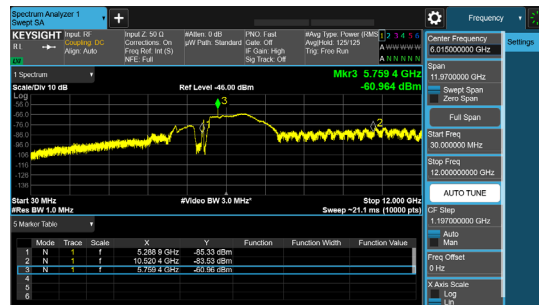 Spectrum Analyzer 1
Swept SA
+
Frequency
KEYSIGHT
Input: RF
Coupling: DC
Align: Auto
Input Z: 50 Ω
Corrections: On
Freq Ref: Int (S)
NFE: Full
#Atten: 0 dB
µW Path: Standard
PNO: Fast
Gate: Off
IF Gain: High
Sig Track: Off
#Avg Type: Power (RMS)
Avg|Hold: 125/125
Trig: Free Run
1 2 3 4 5 6
A W W W W W
A N N N N N
Center Frequency
6.015000000 GHz
Settings
1 Spectrum
Scale/Div 10 dB
Log
Ref Level -46.00 dBm
Mkr3 5.759 4 GHz
-60.964 dBm
Span
11.9700000 GHz
Swept Span
Zero Span
Full Span
Start Freq
30.000000 MHz
Stop Freq
12.000000000 GHz
AUTO TUNE
CF Step
1.197000000 GHz
Auto
Man
Freq Offset
0 Hz
X Axis Scale
Log
Lin
Start 30 MHz
#Res BW 1.0 MHz
#Video BW 3.0 MHz*
Stop 12.000 GHz
Sweep ~21.1 ms (10000 pts)
5 Marker Table
Mode Trace Scale X Y Function Function Width Function Value
1 N 1 f 5.288 9 GHz -85.33 dBm
2 N 1 f 10.520 4 GHz -83.53 dBm
3 N 1 f 5.759 4 GHz -60.96 dBm
4
5
6